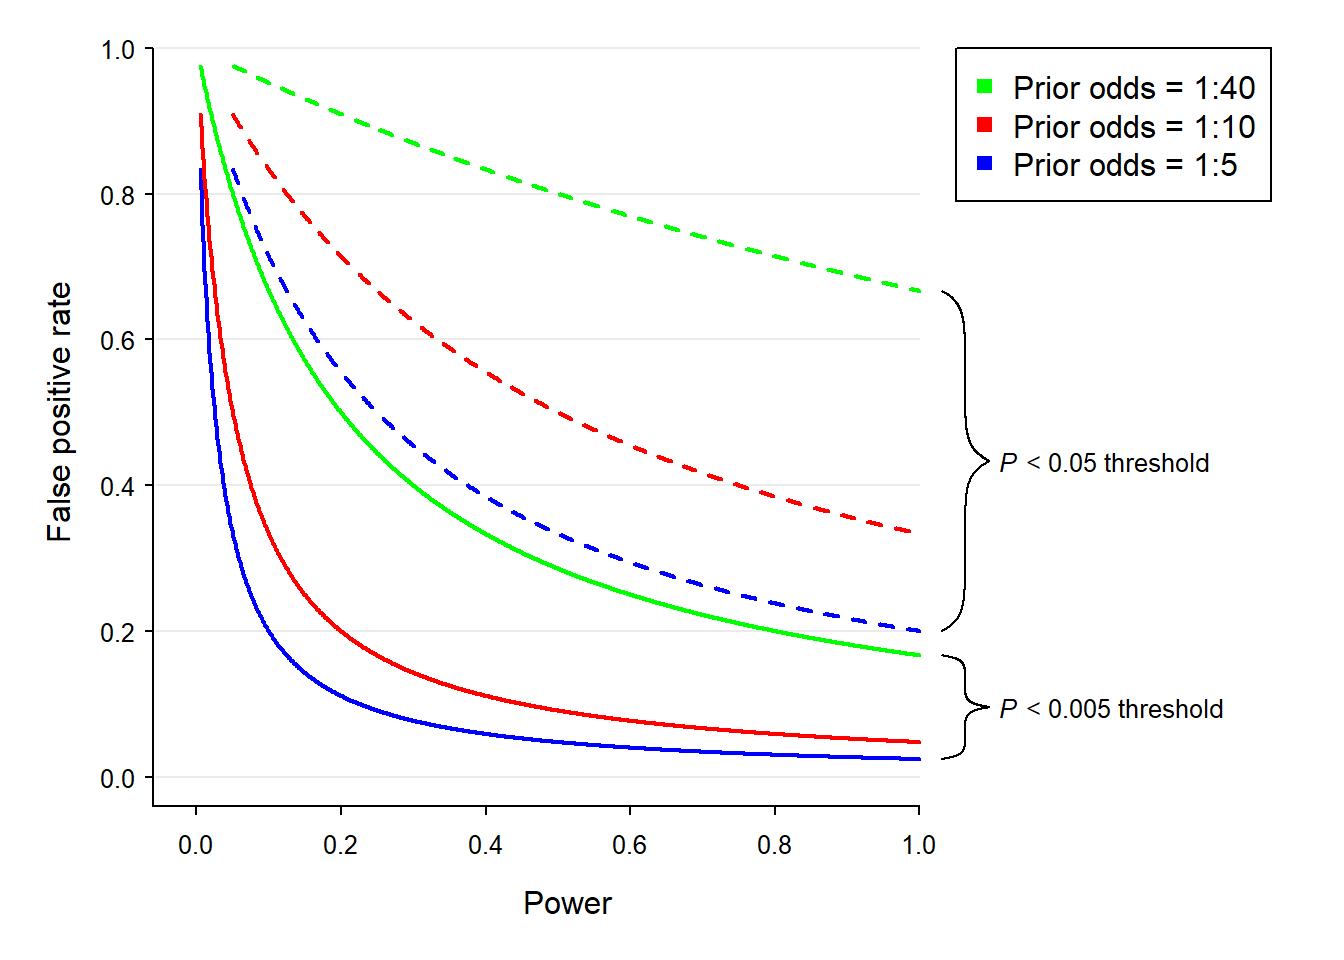 1.0
0.8
0.6
0.4
0.2
0.0
False positive rate
0.0 0.2 0.4 0.6 0.8 1.0
Power
Prior odds = 1:40
Prior odds = 1:10
Prior odds = 1:5
P < 0.05 threshold
P < 0.005 threshold